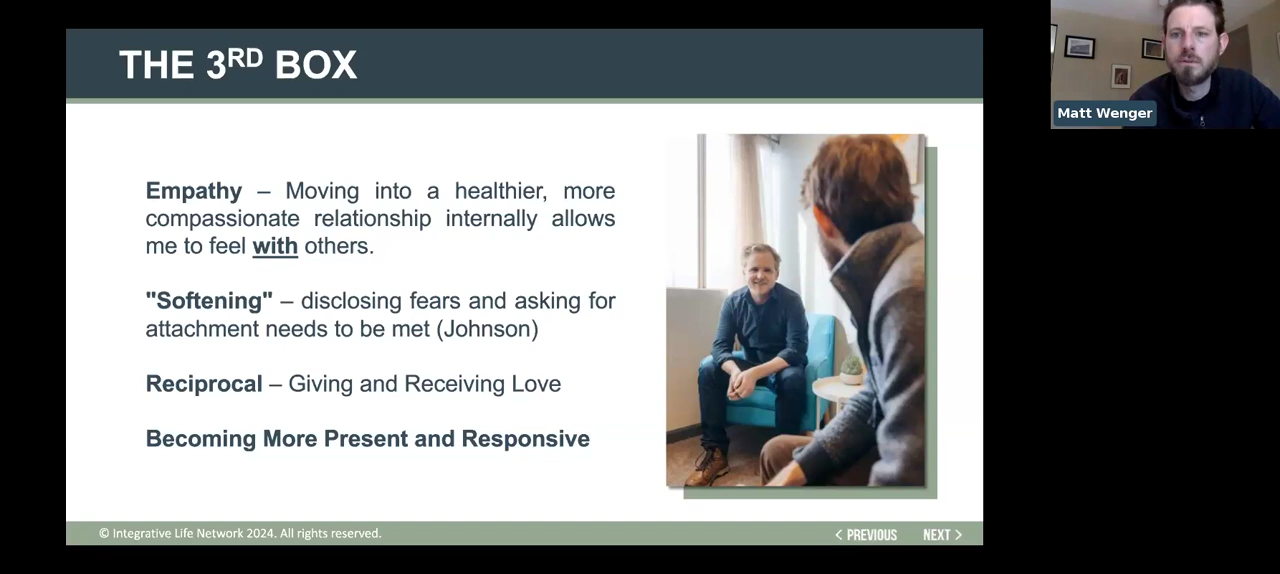 THE 3RD BOX
Matt Wenger
Empathy – Moving into a healthier, more
compassionate relationship internally allows
me to feel with others.
"Softening" – disclosing fears and asking for
attachment needs to be met (Johnson)
Reciprocal – Giving and Receiving Love
Becoming More Present and Responsive
© Integrative Life Network 2024. All rights reserved.
< PREVIOUS NEXT >